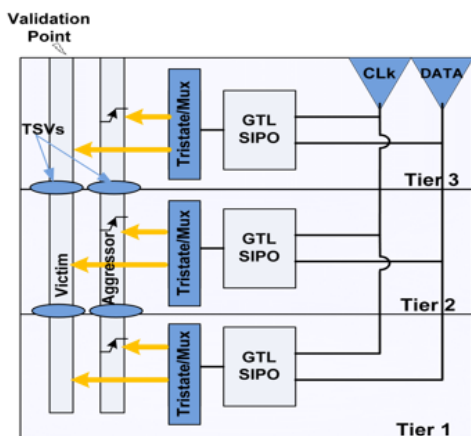 Validation
Point
CLk
DATA
TSVs
Tristate/Mux
GTL
SIPO
Tier 3
Victim
Aggressor
Tristate/Mux
GTL
SIPO
Tier 2
Tristate/Mux
GTL
SIPO
Tier 1